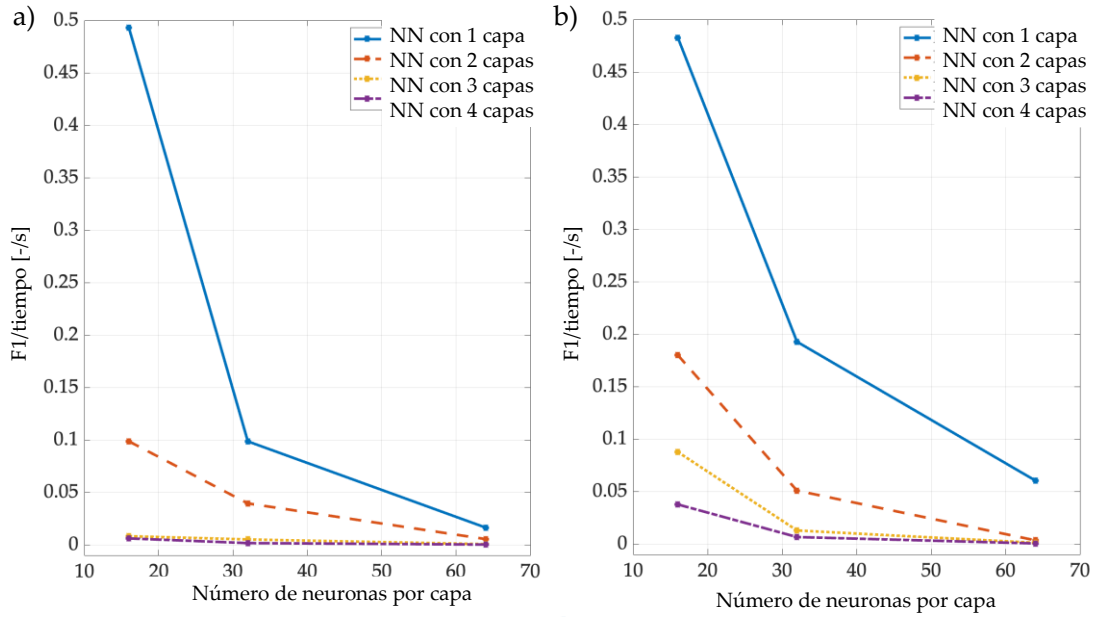 a)
NN con 1 capa
NN con 2 capas
NN con 3 capas
NN con 4 capas
0.5
0.45
0.4
0.35
0.3
0.25
0.2
0.15
0.1
0.05
0
F1/tiempo [-/s]
10 20 30 40 50 60 70
Número de neuronas por capa
b)
NN con 1 capa
NN con 2 capas
NN con 3 capas
NN con 4 capas
0.5
0.45
0.4
0.35
0.3
0.25
0.2
0.15
0.1
0.05
0
F1/tiempo [-/s]
10 20 30 40 50 60 70
Número de neuronas por capa